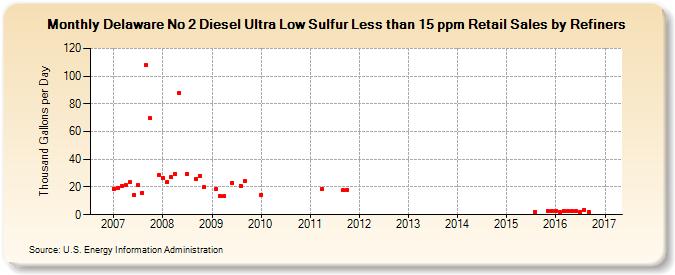 Monthly Delaware No 2 Diesel Ultra Low Sulfur Less than 15 ppm Retail Sales by Refiners
Thousand Gallons per Day
120
100
80
60
40
20
0
2007 2008 2009 2010 2011 2012 2013 2014 2015 2016 2017
Source: U.S. Energy Information Administration